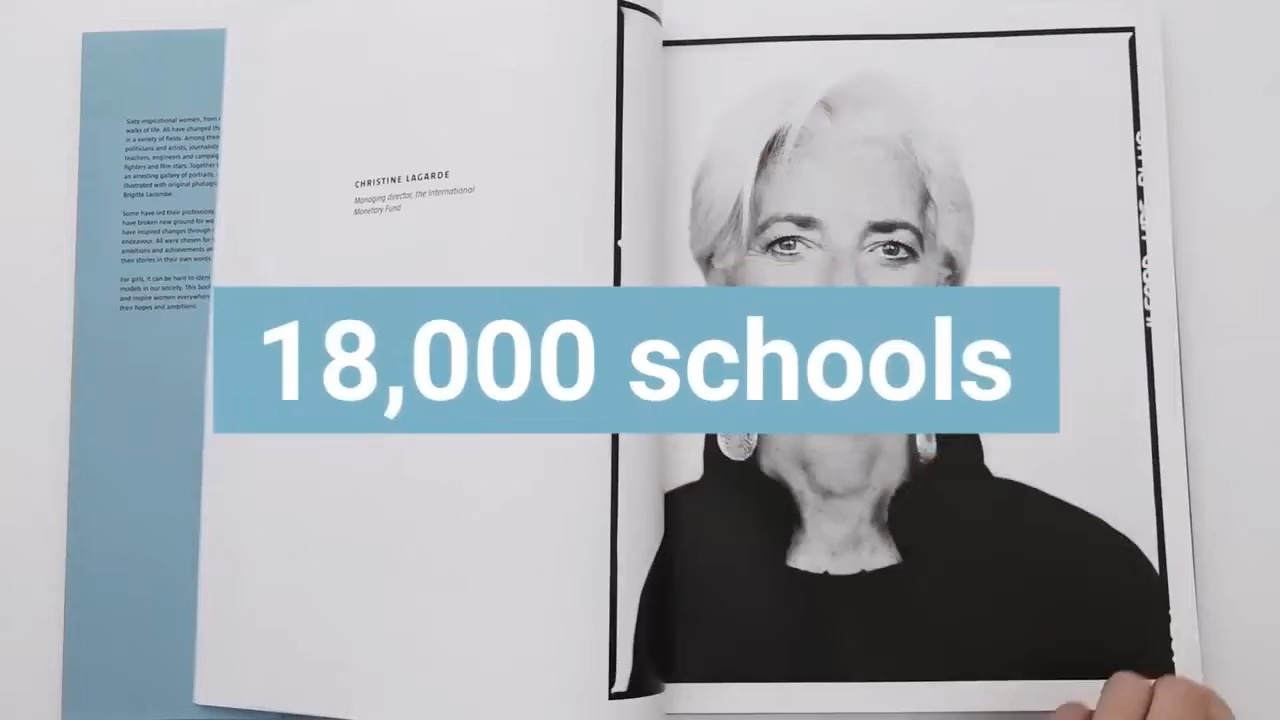 Sixty inspirational women, from
walks of life. All have changed the
in a variety of fields. Among them
politicians and artists, journalists
teachers, engineers and campaig
fighters and film stars. Together
an arresting gallery of portraits,
illustrated with original photogra
Brigitte Lacombe.
Some have led their professions
have broken new ground for wo
have inspired changes through
endeavour. All were chosen for
ambitions and achievements an
their stories in their own words
For girls, it can be hard to ident
models in our society. This book
and inspire women everywhere
their hopes and ambitions.
CHRISTINE LAGARDE
Managing director, the International
Monetary Fund
18,000 schools